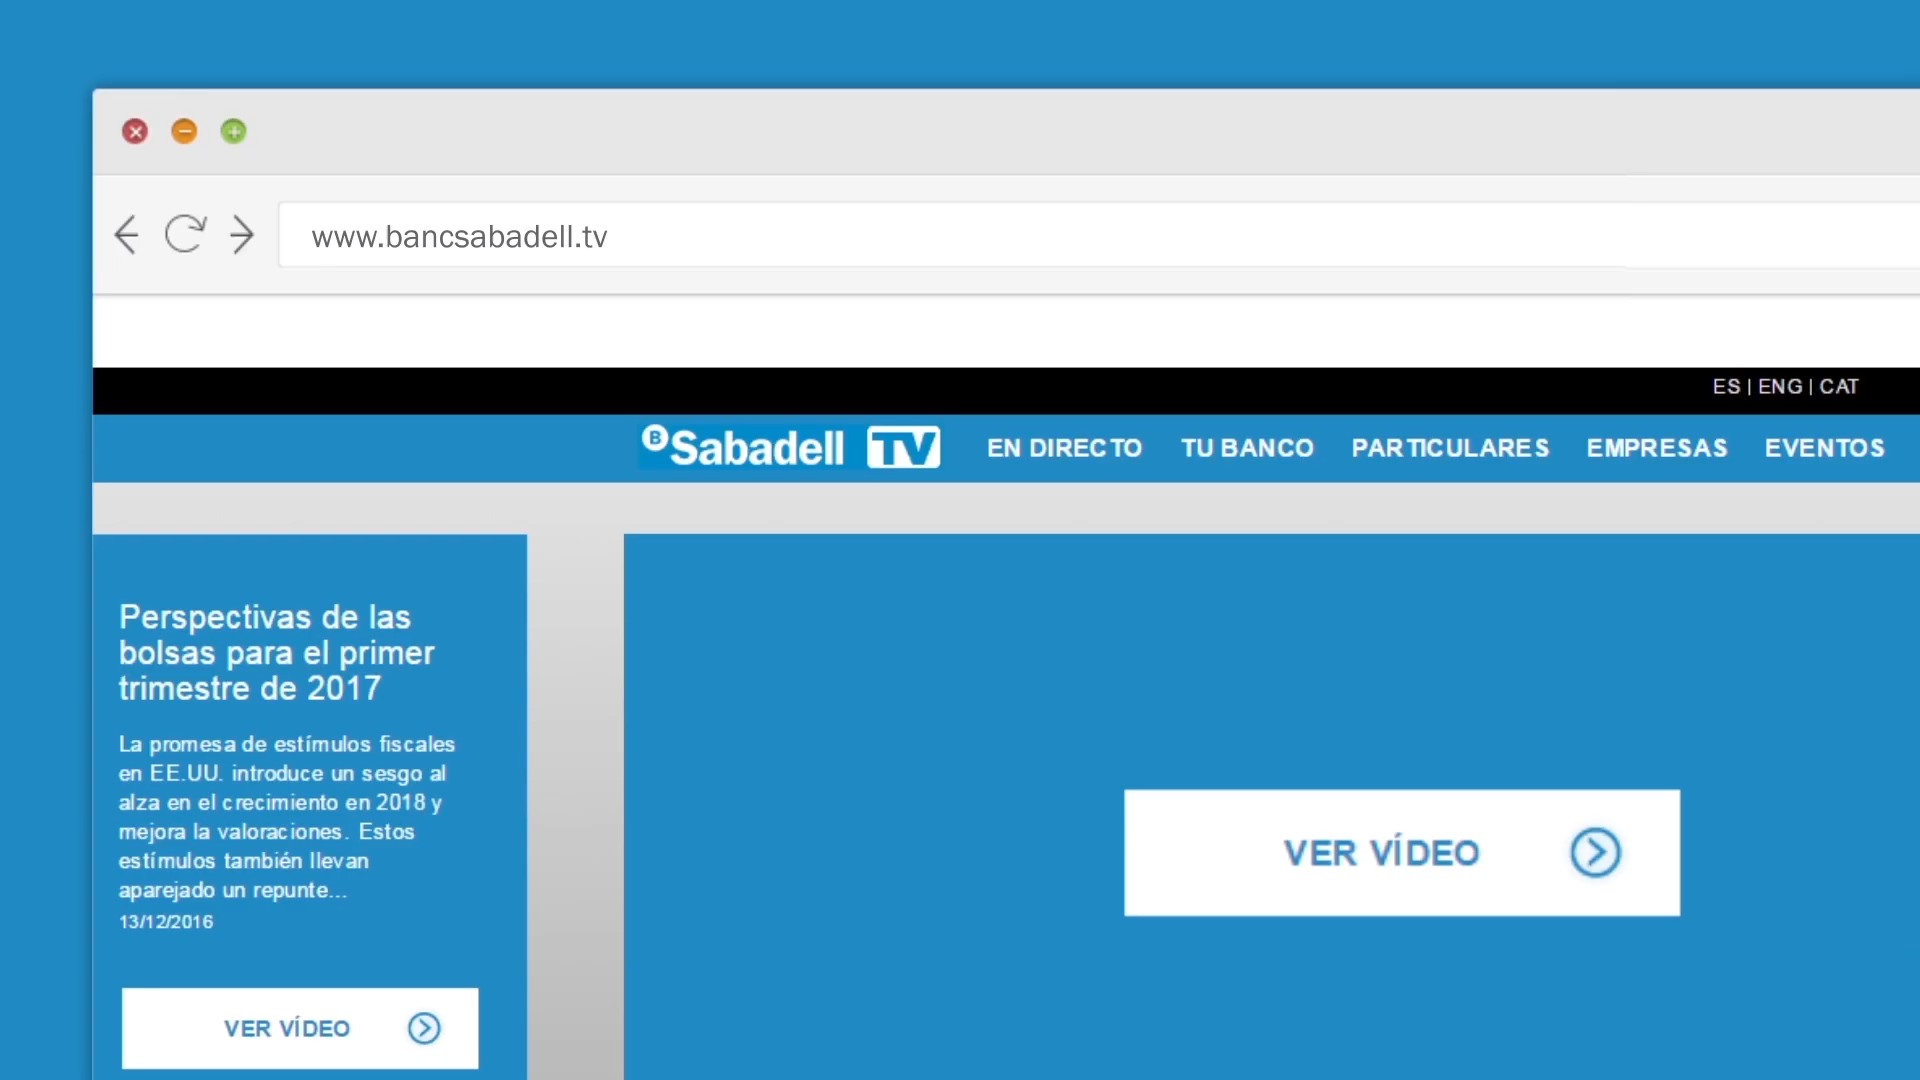 www.bancsabadell.tv
ES | ENG | CAT
B Sabadell TV EN DIRECTO TU BANCO PARTICULARES EMPRESAS EVENTOS
Perspectivas de las
bolsas para el primer
trimestre de 2017
La promesa de estímulos fiscales
en EE.UU. introduce un sesgo al
alza en el crecimiento en 2018 y
mejora la valoraciones. Estos
estímulos también llevan
aparejado un repunte...
13/12/2016
VER VÍDEO
VER VÍDEO